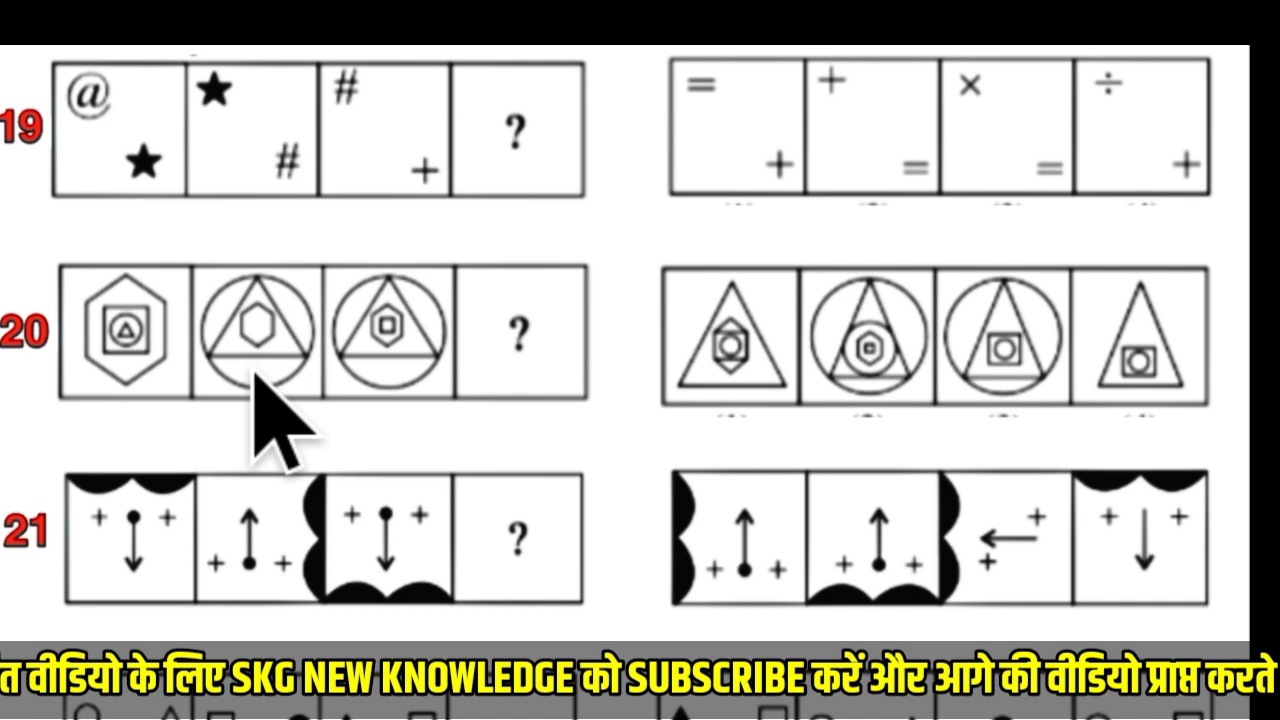 19
@ ★ ★ # # + ?
= + + = × = ÷ +
20
?
21
+ + + + + + ?
+ + + + + + + +
त वीडियो के लिए SKG NEW KNOWLEDGE को SUBSCRIBE करें और आगे की वीडियो प्राप्त करते